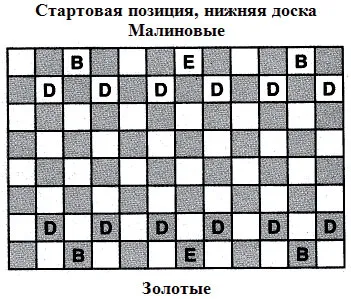 Стартовая позиция, нижняя доска
Малиновые
B E B
D D D D D D
D D D D D D
B E B
Золотые